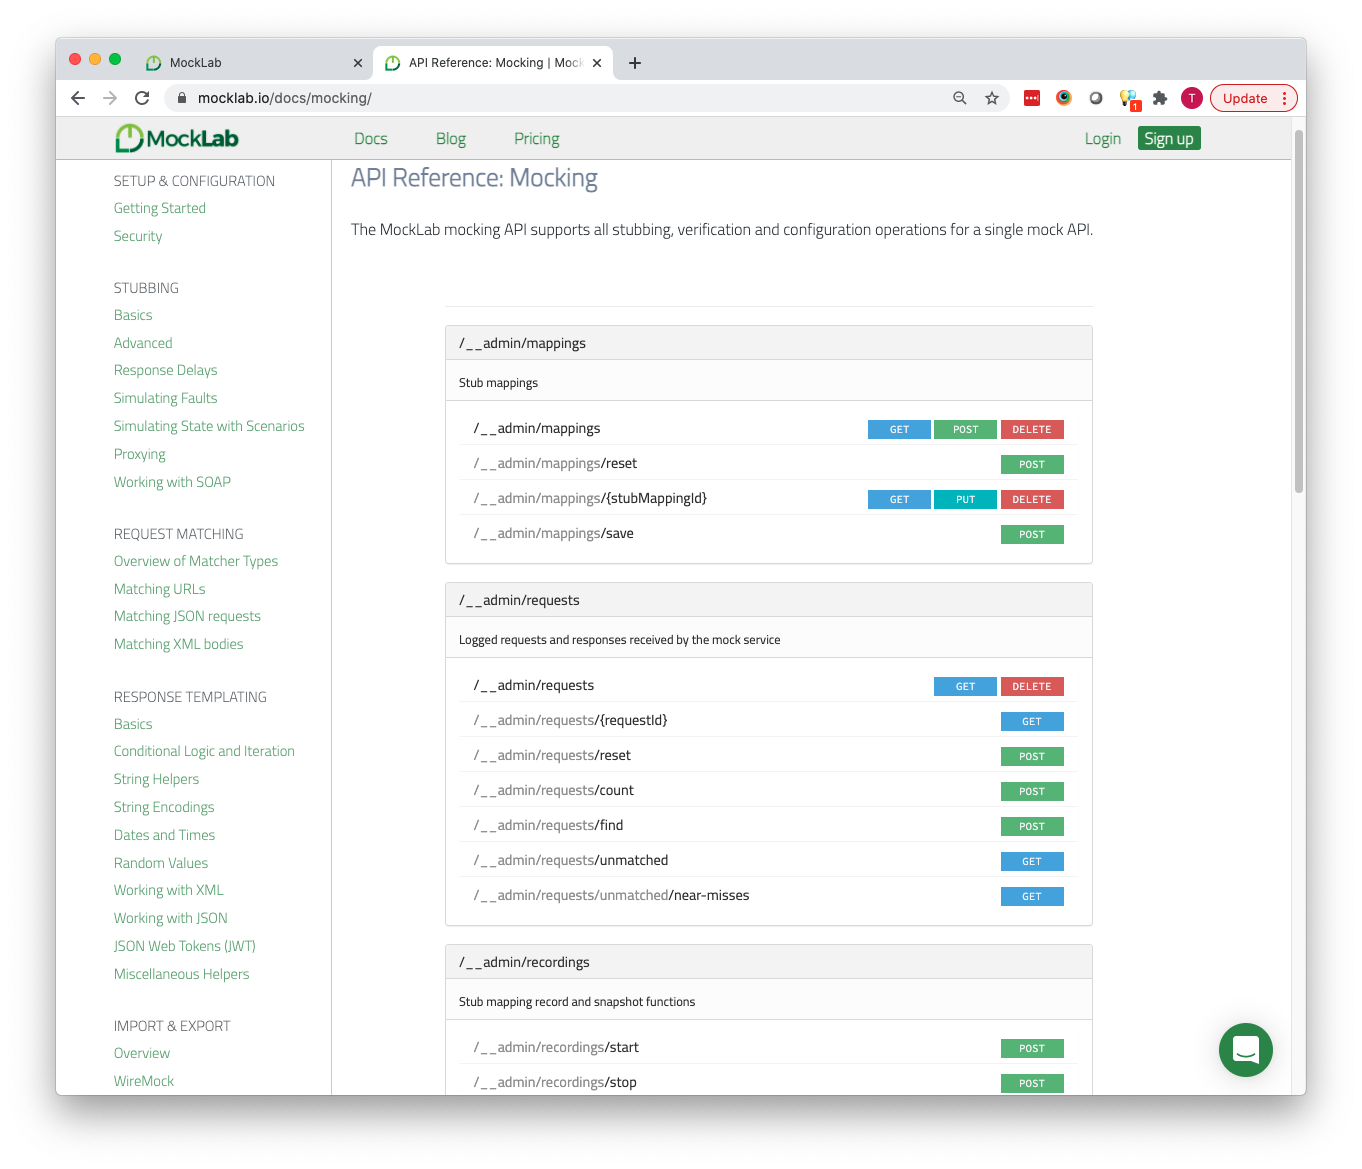 MockLab
API Reference: Mocking | Mock
mocklab.io/docs/mocking/
1
T
Update
MockLab
Docs
Blog
Pricing
Login
Sign up
SETUP & CONFIGURATION
Getting Started
Security
STUBBING
Basics
Advanced
Response Delays
Simulating Faults
Simulating State with Scenarios
Proxying
Working with SOAP
REQUEST MATCHING
Overview of Matcher Types
Matching URLs
Matching JSON requests
Matching XML bodies
RESPONSE TEMPLATING
Basics
Conditional Logic and Iteration
String Helpers
String Encodings
Dates and Times
Random Values
Working with XML
Working with JSON
JSON Web Tokens (JWT)
Miscellaneous Helpers
IMPORT & EXPORT
Overview
WireMock
API Reference: Mocking
The MockLab mocking API supports all stubbing, verification and configuration operations for a single mock API.
/__admin/mappings
Stub mappings
/__admin/mappings GET POST DELETE
/__admin/mappings/reset POST
/__admin/mappings/{stubMappingId} GET PUT DELETE
/__admin/mappings/save POST
/__admin/requests
Logged requests and responses received by the mock service
/__admin/requests GET DELETE
/__admin/requests/{requestId} GET
/__admin/requests/reset POST
/__admin/requests/count POST
/__admin/requests/find POST
/__admin/requests/unmatched GET
/__admin/requests/unmatched/near-misses GET
/__admin/recordings
Stub mapping record and snapshot functions
/__admin/recordings/start POST
/__admin/recordings/stop POST